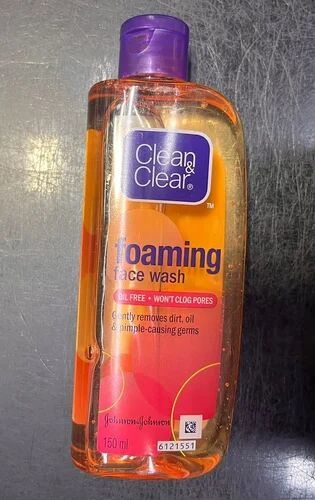 Clean
&
Clear®
TM
foaming
face wash
OIL FREE • WON'T CLOG PORES
Gently removes dirt, oil
& pimple-causing germs
Johnson+Johnson
150 ml
6121551